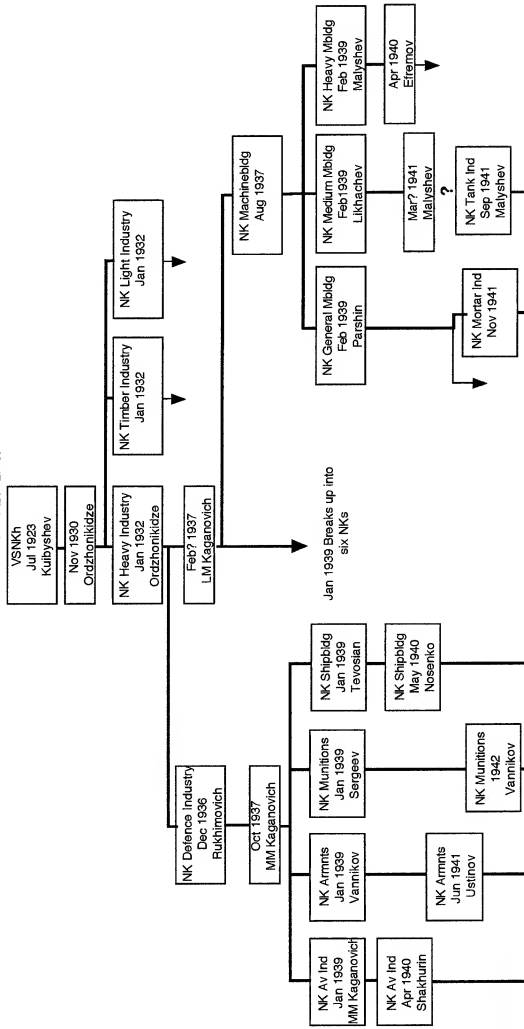 VSNKh
Jul 1923
Kuibyshev
Nov 1930
Ordzhonikidze
NK Heavy Industry
Jan 1932
Ordzhonikidze
NK Timber Industry
Jan 1932
NK Light Industry
Jan 1932
Feb? 1937
LM Kaganovich
NK Defence Industry
Dec 1936
Rukhimovich
Oct 1937
MM Kaganovich
NK Machinebldg
Aug 1937
Jan 1939 Breaks up into
six NKs
NK Av Ind
Jan 1939
MM Kaganovich
NK Armnts
Jan 1939
Vannikov
NK Munitions
Jan 1939
Sergeev
NK Shipbldg
Jan 1939
Tevosian
NK General Mbldg
Feb 1939
Parshin
NK Medium Mbldg
Feb1939
Likhachev
NK Heavy Mbldg
Feb 1939
Malyshev
NK Av Ind
Apr 1940
Shakhurin
NK Shipbldg
May 1940
Nosenko
Apr 1940
Efremov
Mar? 1941
Malyshev
?
NK Armnts
Jun 1941
Ustinov
NK Munitions
1942
Vannikov
NK Mortar Ind
Nov 1941
NK Tank Ind
Sep 1941
Malyshev